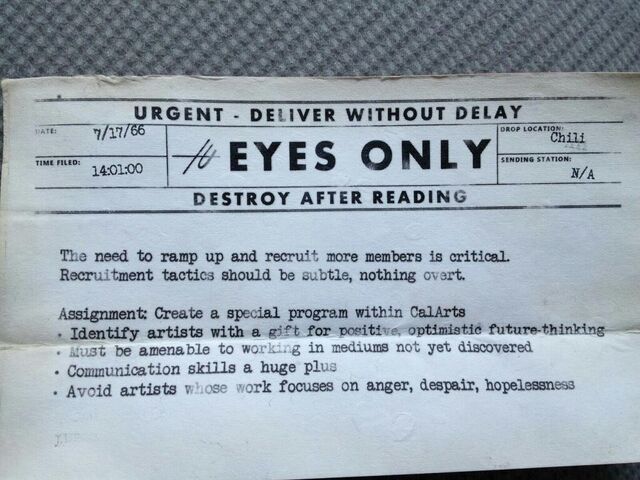 URGENT - DELIVER WITHOUT DELAY
DATE: 7/17/66
TIME FILED: 14:01:00
EYES ONLY
DROP LOCATION: Chili
SENDING STATION: N/A
DESTROY AFTER READING
The need to ramp up and recruit more members is critical.
Recruitment tactics should be subtle, nothing overt.
Assignment: Create a special program within CalArts
· Identify artists with a gift for positive, optimistic future-thinking
· Must be amenable to working in mediums not yet discovered
· Communication skills a huge plus
· Avoid artists whose work focuses on anger, despair, hopelessness